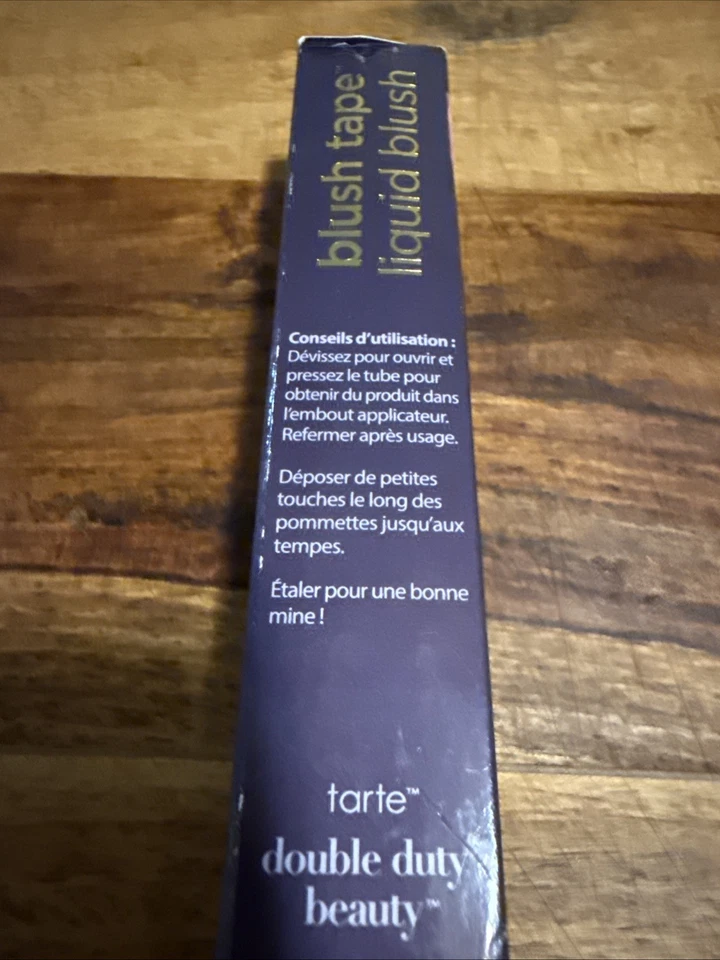 blush tape™
liquid blush
Conseils d'utilisation :
Dévissez pour ouvrir et
pressez le tube pour
obtenir du produit dans
l'embout applicateur.
Refermer après usage.
Déposer de petites
touches le long des
pommettes jusqu'aux
tempes.
Étaler pour une bonne
mine !
tarte™
double duty
beauty™